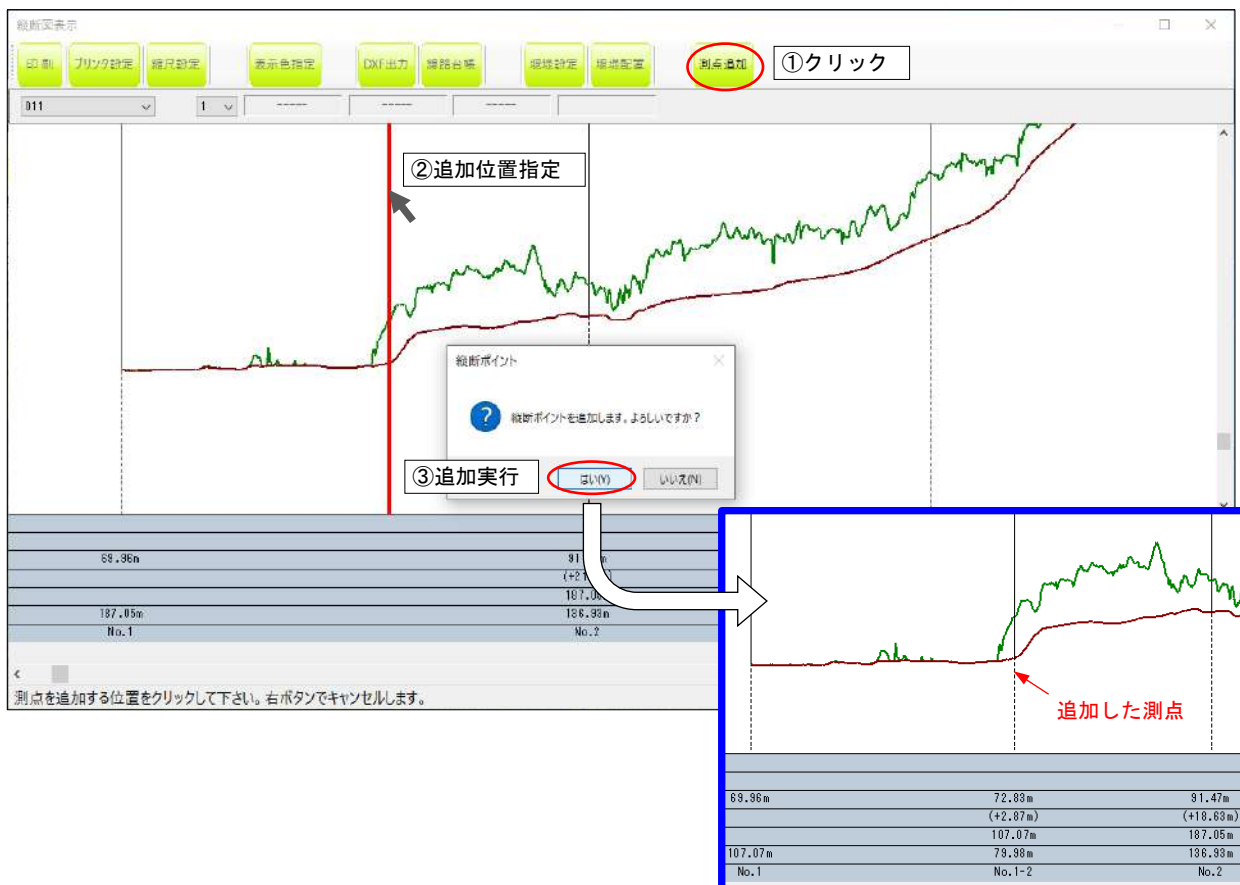 縦断図表示
印刷 プリンタ設定 縮尺設定 表示色指定 DXF出力 線路台帳 堰堤設定 堰堤配置 測点追加
①クリック
011 1 ----- ----- -----
②追加位置指定
縦断ポイント
縦断ポイントを追加します。よろしいですか？
③追加実行
はい(Y) いいえ(N)
69.96m
187.05m 136.93m
No.1 No.2
測点を追加する位置をクリックして下さい。右ボタンでキャンセルします。
追加した測点
69.96m 72.83m 91.47m
(+2.87m) (+18.63m)
107.07m 187.05m
107.07m 79.98m 136.93m
No.1 No.1-2 No.2